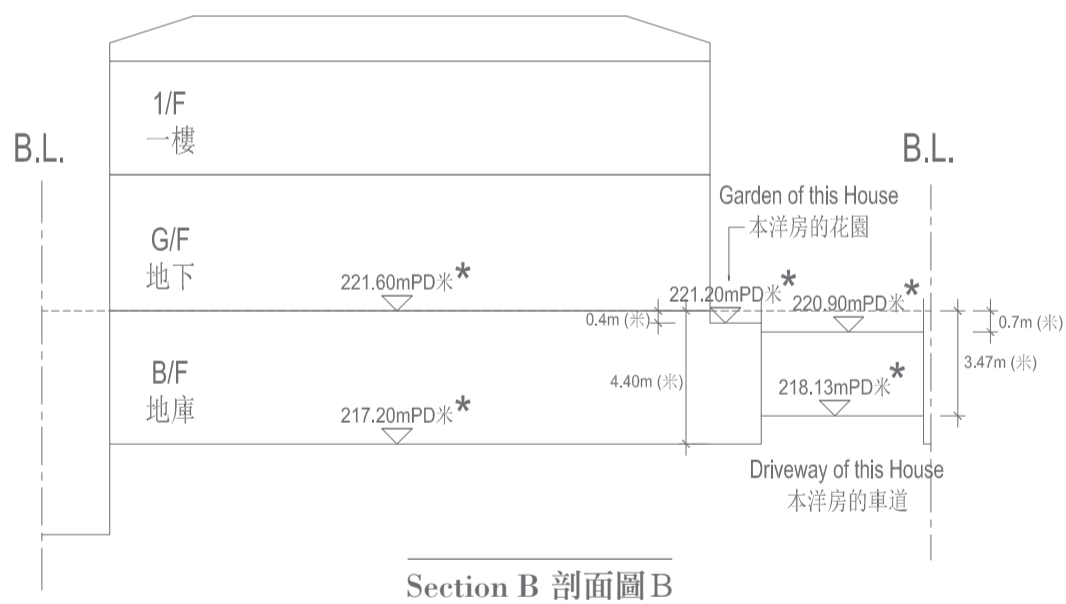 1/F
一樓
B.L.
B.L.
Garden of this House
本洋房的花園
G/F
地下
221.60mPD米*
221.20mPD米*
220.90mPD米*
0.4m (米)
0.7m (米)
3.47m (米)
B/F
地庫
4.40m (米)
218.13mPD米*
217.20mPD米*
Driveway of this House
本洋房的車道
Section B 剖面圖B